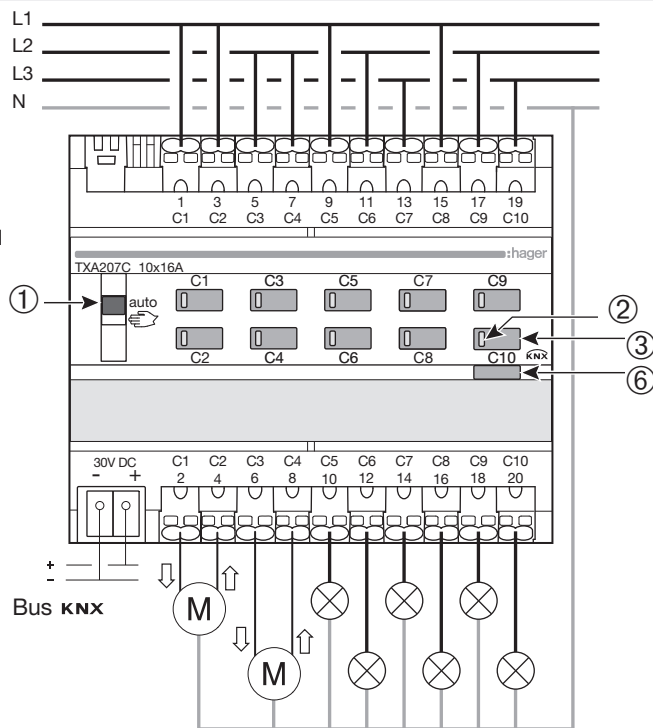 L1
L2
L3
N
1 3 5 7 9 11 13 15 17 19
C1 C2 C3 C4 C5 C6 C7 C8 C9 C10
:hager
TXA207C 10x16A
① auto
C1 C3 C5 C7 C9
②
③
C2 C4 C6 C8 C10 KNX
⑥
30V DC
- +
C1 C2 C3 C4 C5 C6 C7 C8 C9 C10
2 4 6 8 10 12 14 16 18 20
+
-
Bus KNX
M
M